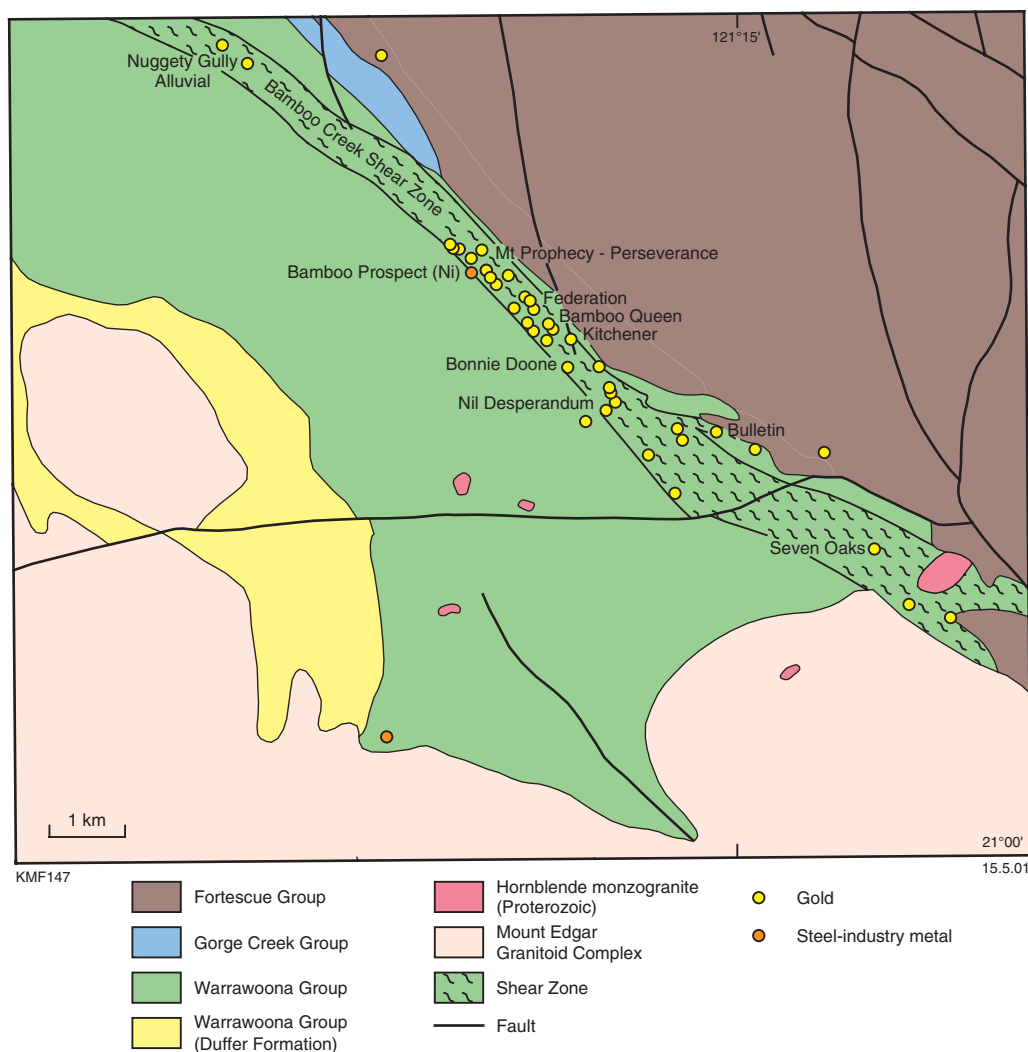 121°15'
Nuggety Gully
Alluvial
Bamboo Creek Shear Zone
Mt Prophecy - Perseverance
Bamboo Prospect (Ni)
Federation
Bamboo Queen
Kitchener
Bonnie Doone
Nil Desperandum
Bulletin
Seven Oaks
1 km
21°00'
KMF147
15.5.01
Fortescue Group
Gorge Creek Group
Warrawoona Group
Warrawoona Group
(Duffer Formation)
Hornblende monzogranite
(Proterozoic)
Mount Edgar
Granitoid Complex
Shear Zone
Fault
Gold
Steel-industry metal